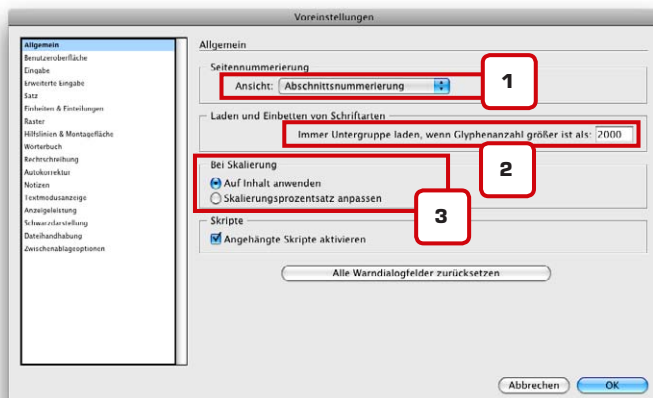 Voreinstellungen
Allgemein
Benutzeroberfläche
Eingabe
Erweiterte Eingabe
Satz
Einheiten & Einteilungen
Raster
Hilfslinien & Montagefläche
Wörterbuch
Rechtschreibung
Autokorrektur
Notizen
Textmodusanzeige
Anzeigeleistung
Schwarzdarstellung
Dateihandhabung
Zwischenablageoptionen
Allgemein
Seitennummerierung
Ansicht: Abschnittsnummerierung
1
Laden und Einbetten von Schriftarten
Immer Untergruppe laden, wenn Glyphenanzahl größer ist als: 2000
2
Bei Skalierung
Auf Inhalt anwenden
Skalierungsprozentsatz anpassen
3
Skripte
Angehängte Skripte aktivieren
Alle Warndialogfelder zurücksetzen
Abbrechen
OK